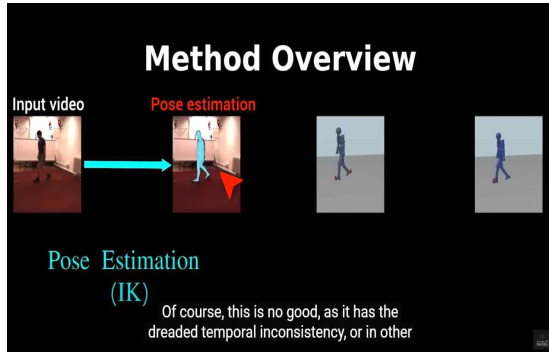 Method Overview
Input video
Pose estimation
Pose Estimation
(IK)
Of course, this is no good, as it has the
dreaded temporal inconsistency, or in other